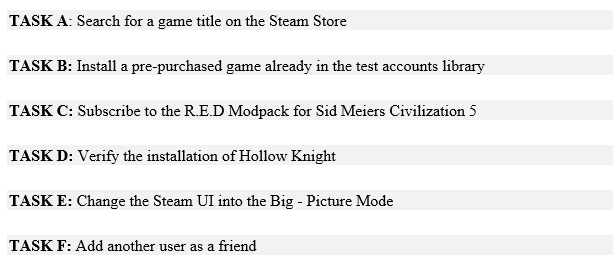 TASK A: Search for a game title on the Steam Store
TASK B: Install a pre-purchased game already in the test accounts library
TASK C: Subscribe to the R.E.D Modpack for Sid Meiers Civilization 5
TASK D: Verify the installation of Hollow Knight
TASK E: Change the Steam UI into the Big - Picture Mode
TASK F: Add another user as a friend